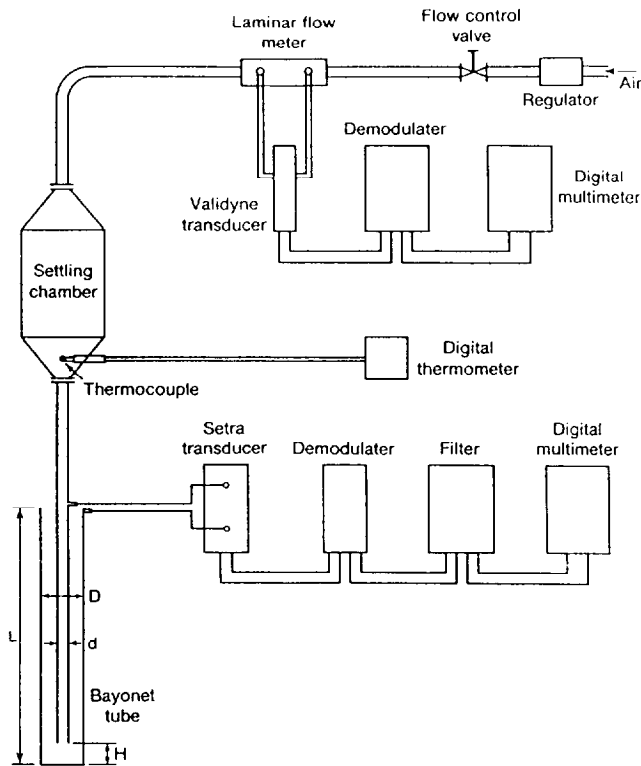 Laminar flow
meter
Flow control
valve
Air
Regulator
Demodulater
Digital
multimeter
Validyne
transducer
Settling
chamber
Thermocouple
Digital
thermometer
Setra
transducer
Demodulater
Filter
Digital
multimeter
D
L
d
Bayonet
tube
H